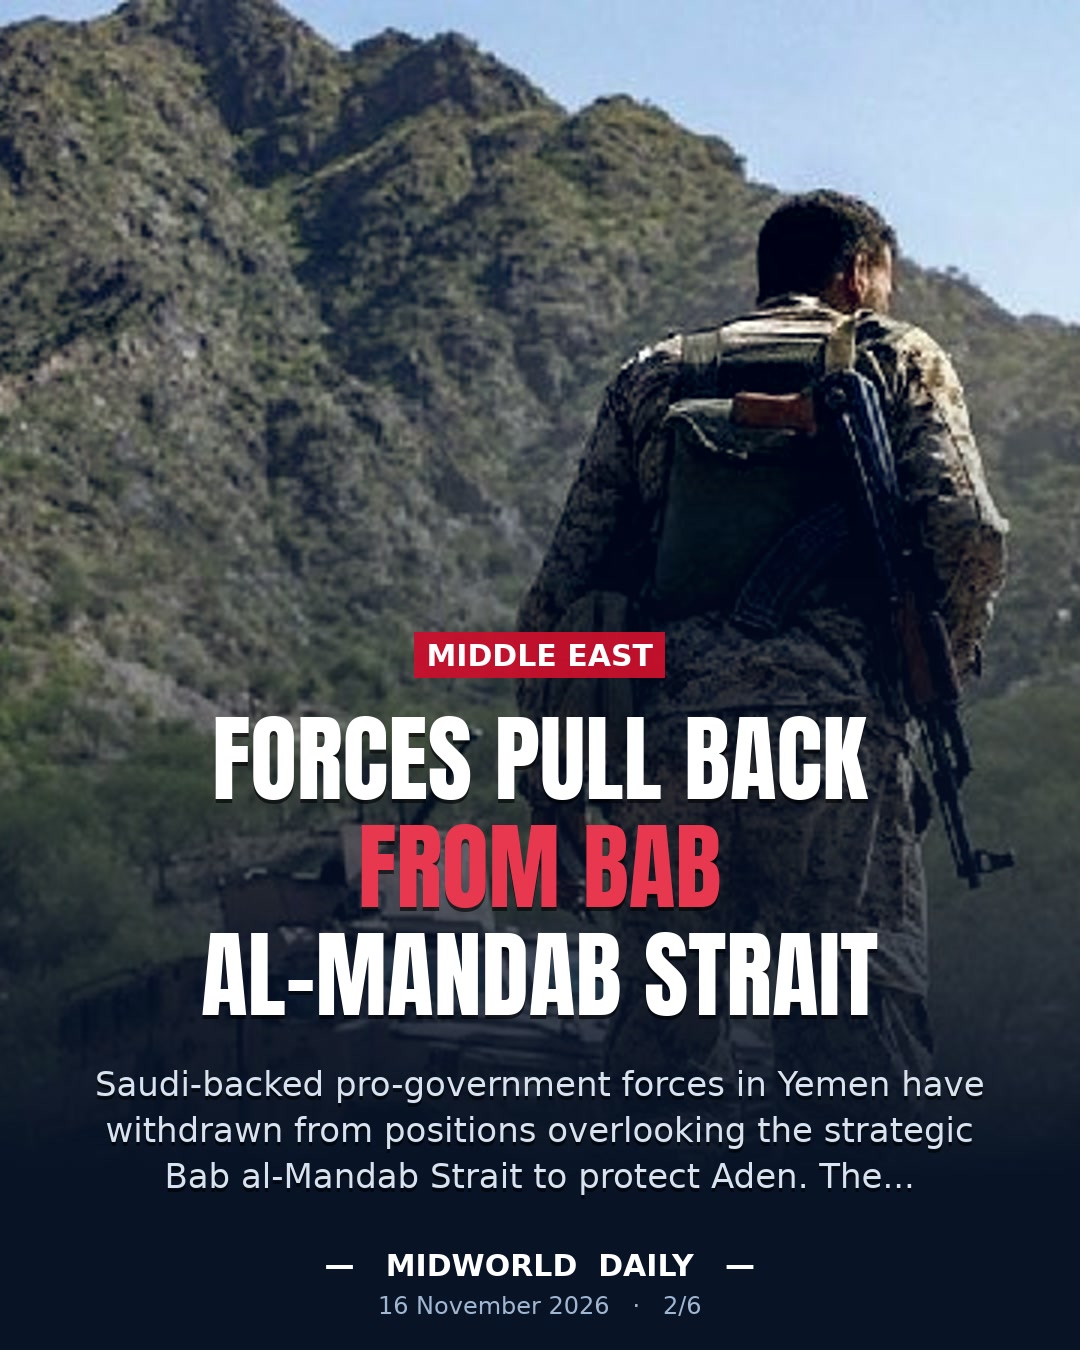 MIDDLE EAST
FORCES PULL BACK
FROM BAB
AL-MANDAB STRAIT
Saudi-backed pro-government forces in Yemen have
withdrawn from positions overlooking the strategic
Bab al-Mandab Strait to protect Aden. The...
— MIDWORLD DAILY —
16 November 2026 · 2/6